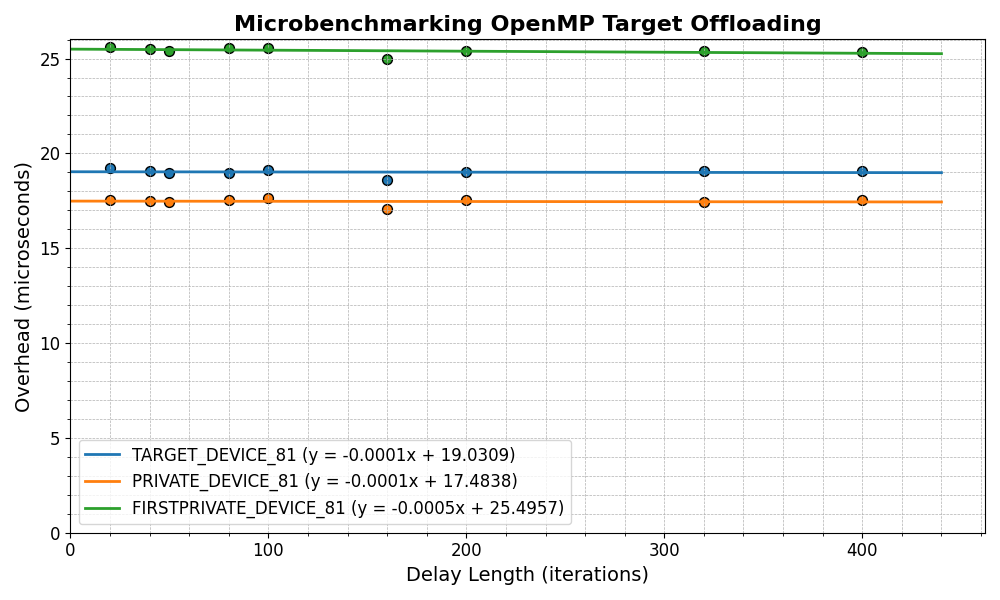 Microbenchmarking OpenMP Target Offloading
Overhead (microseconds)
25
20
15
10
5
0
TARGET_DEVICE_81 (y = -0.0001x + 19.0309)
PRIVATE_DEVICE_81 (y = -0.0001x + 17.4838)
FIRSTPRIVATE_DEVICE_81 (y = -0.0005x + 25.4957)
0 100 200 300 400
Delay Length (iterations)